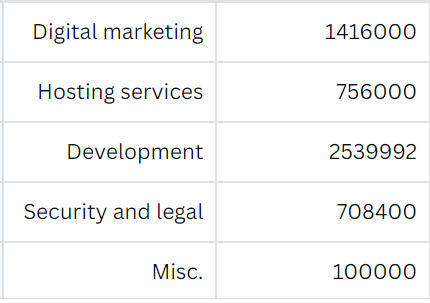 Digital marketing 1416000
Hosting services 756000
Development 2539992
Security and legal 708400
Misc. 100000